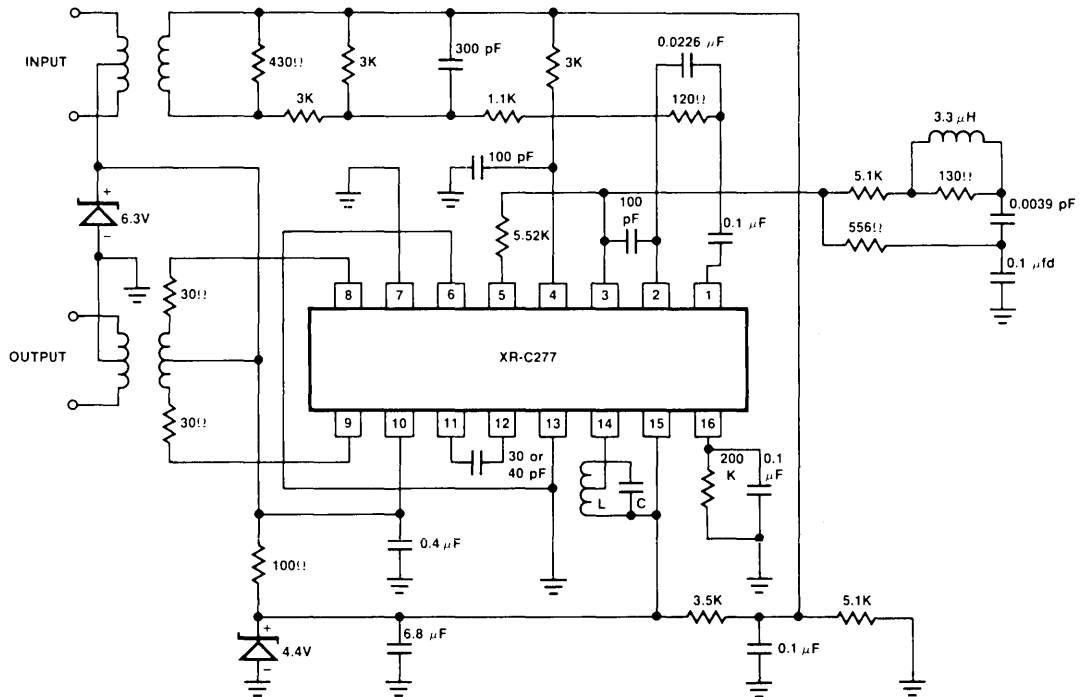 INPUT
430Ω
3K
300 pF
3K
0.0226 μF
3K
1.1K
120Ω
3.3 μH
100 pF
5.1K
130Ω
+
6.3V
-
100
pF
0.1 μF
0.0039 pF
5.52K
556Ω
0.1 μfd
30Ω
8
7
6
5
4
3
2
1
OUTPUT
XR-C277
30Ω
9
10
11
12
13
14
15
16
30 or
40 pF
L
C
200
K
0.1
μF
0.4 μF
100Ω
3.5K
5.1K
+
4.4V
-
6.8 μF
0.1 μF